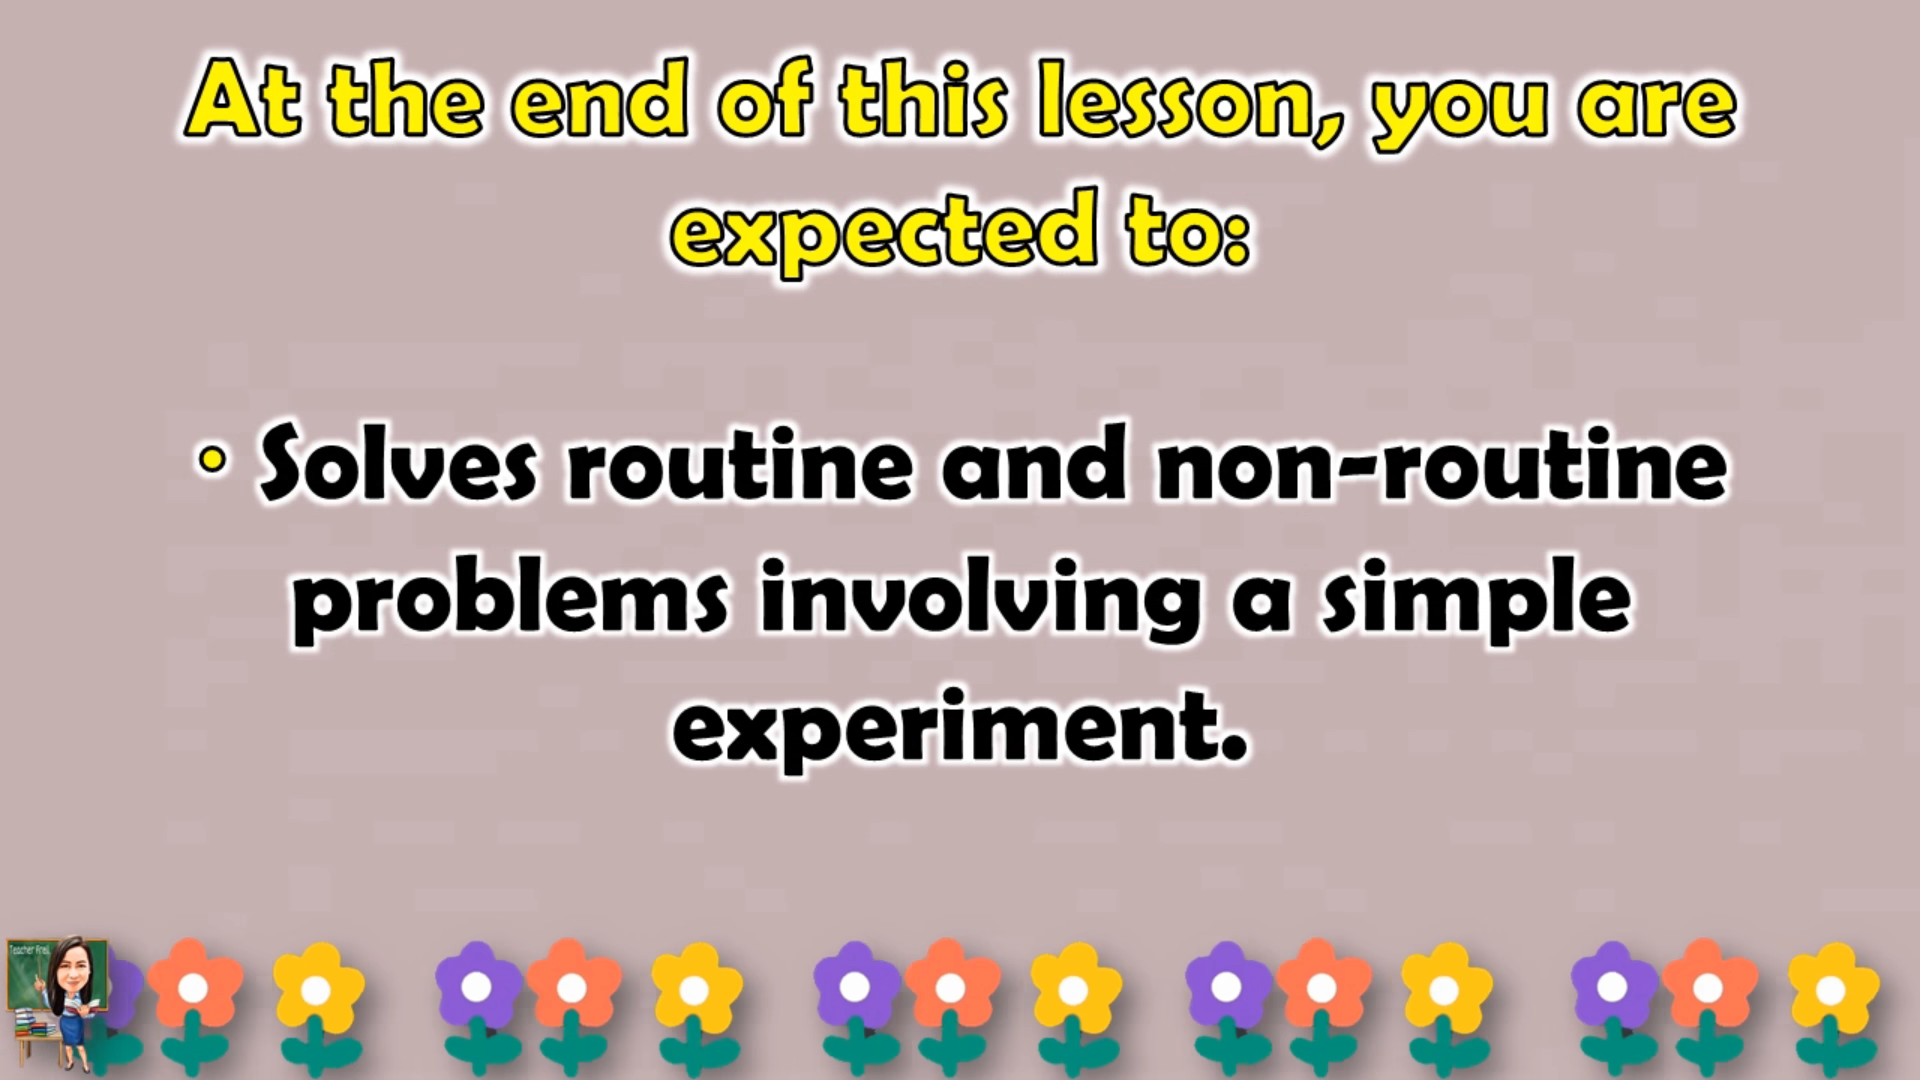 At the end of this lesson, you are
expected to:
• Solves routine and non-routine
problems involving a simple
experiment.